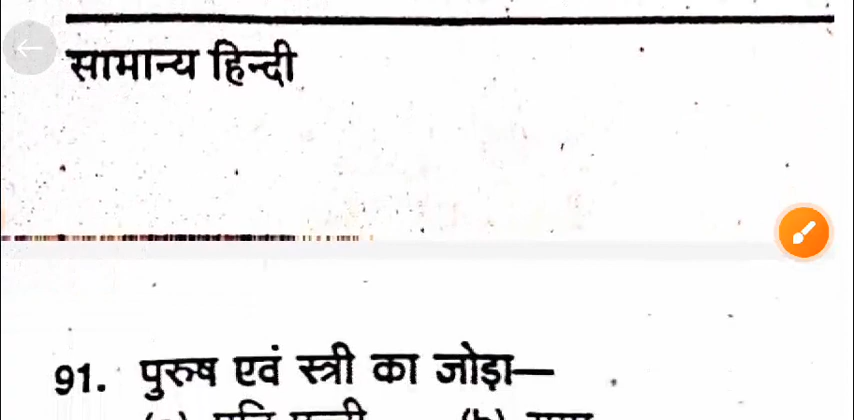 सामान्य हिन्दी
91. पुरुष एवं स्त्री का जोड़ा—